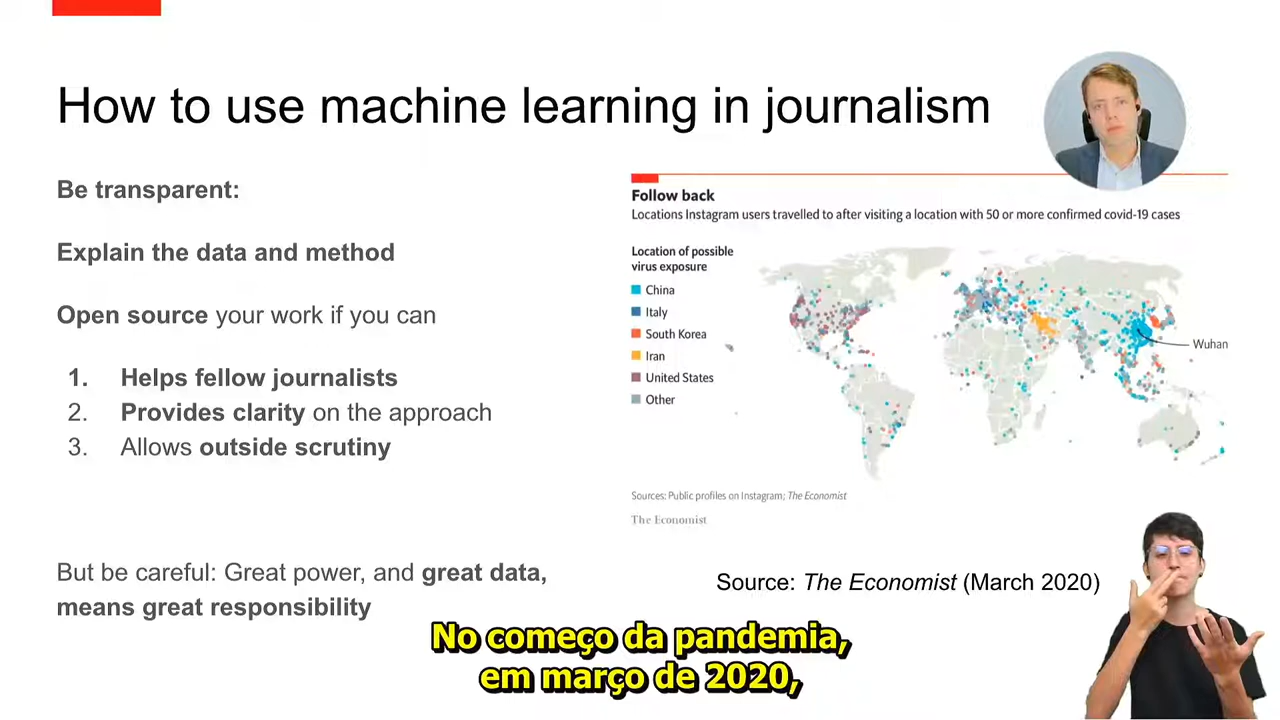 How to use machine learning in journalism
Be transparent:
Explain the data and method
Open source your work if you can
1. Helps fellow journalists
2. Provides clarity on the approach
3. Allows outside scrutiny
But be careful: Great power, and great data,
means great responsibility
Follow back
Locations Instagram users travelled to after visiting a location with 50 or more confirmed covid-19 cases
Location of possible
virus exposure
China
Italy
South Korea
Iran
United States
Other
Wuhan
Sources: Public profiles on Instagram; The Economist
The Economist
Source: The Economist (March 2020)
No começo da pandemia,
em março de 2020,